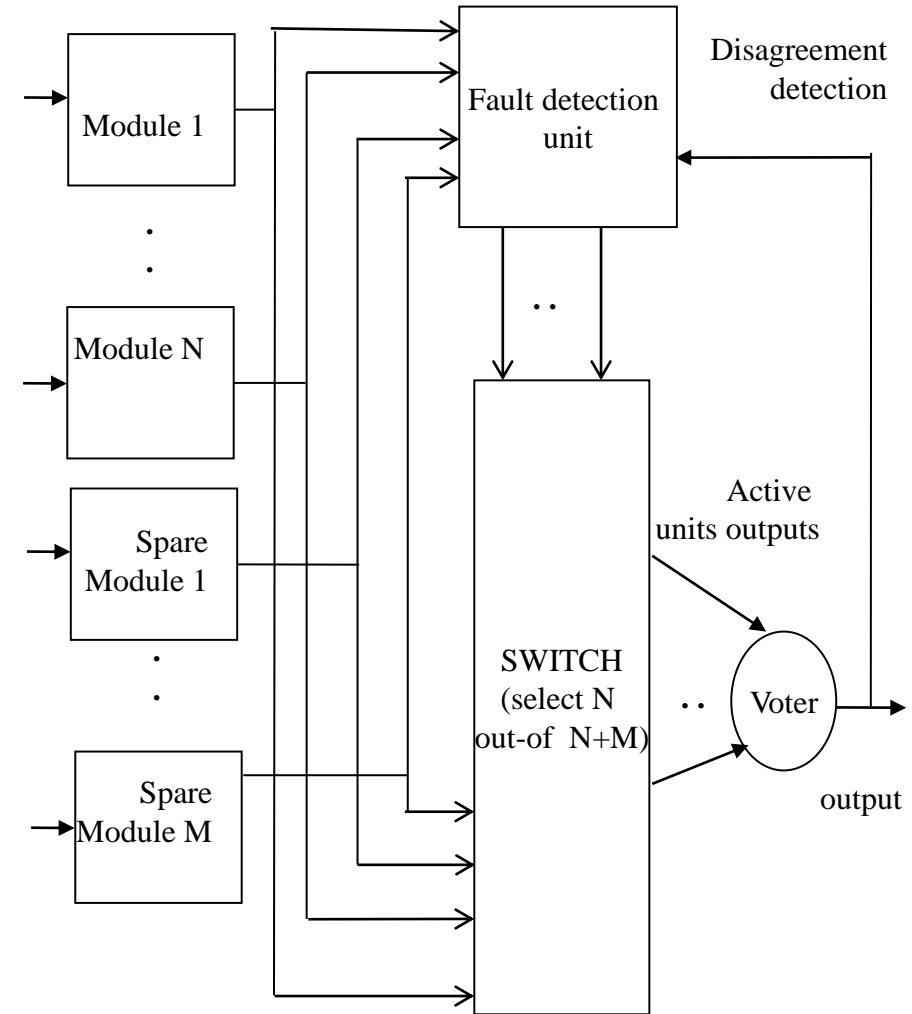 Module 1
.
.
Module N
Spare
Module 1
.
.
Spare
Module M
Fault detection
unit
Disagreement
detection
. .
SWITCH
(select N
out-of N+M)
Active
units outputs
. .
Voter
output